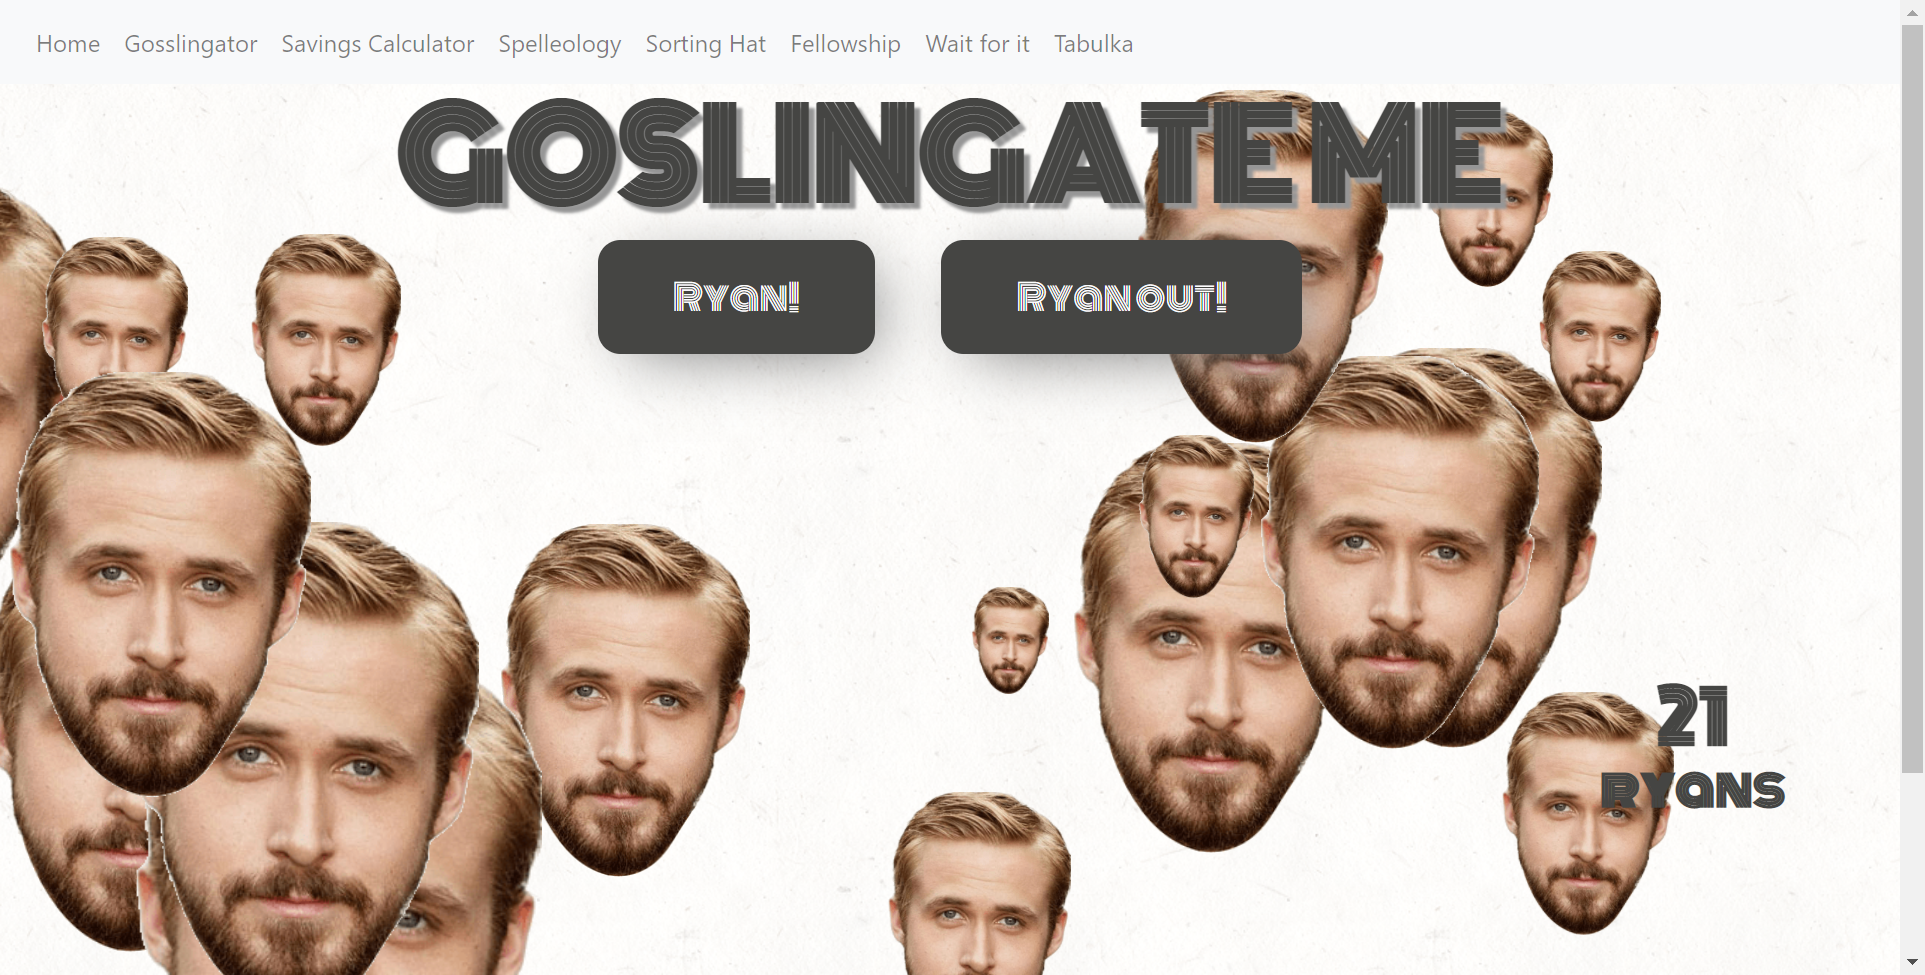 Home Gosslingator Savings Calculator Spelleology Sorting Hat Fellowship Wait for it Tabulka
GOSLINGATE ME
Ryan! Ryan out!
21
RYANS